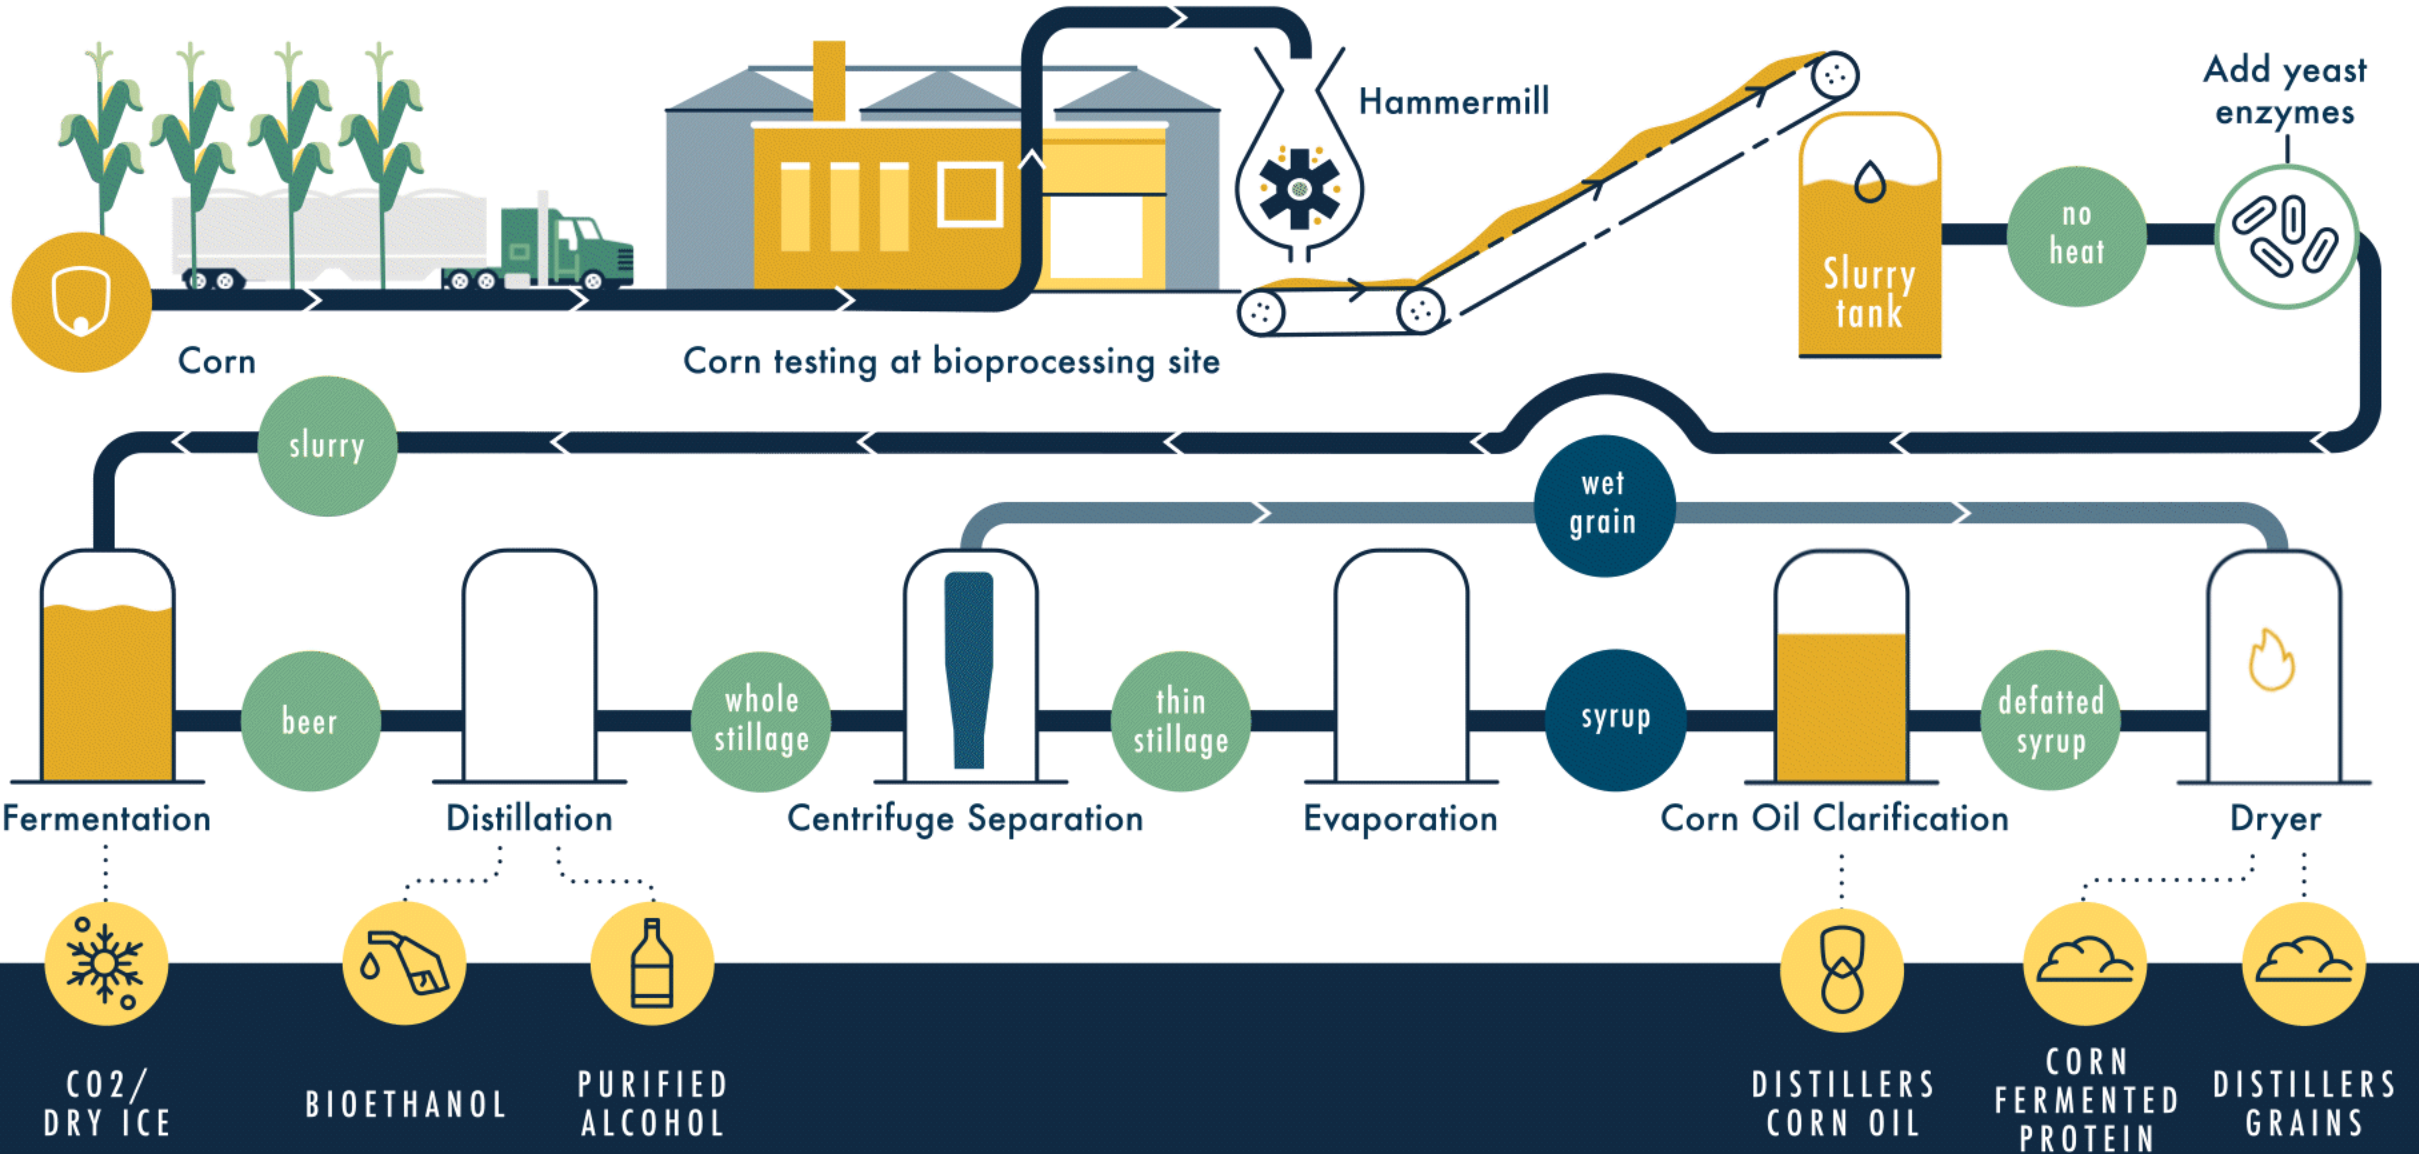 Add yeast
enzymes
Hammermill
no
heat
Slurry
tank
Corn
Corn testing at bioprocessing site
slurry
wet
grain
beer
whole
stillage
thin
stillage
syrup
defatted
syrup
Fermentation
Distillation
Centrifuge Separation
Evaporation
Corn Oil Clarification
Dryer
CO2/
DRY ICE
BIOETHANOL
PURIFIED
ALCOHOL
DISTILLERS
CORN OIL
CORN
FERMENTED
PROTEIN
DISTILLERS
GRAINS